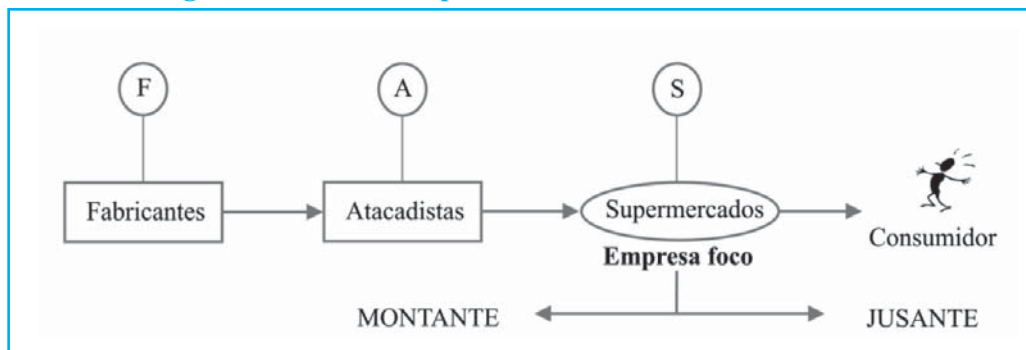 F
A
S
Fabricantes
Atacadistas
Supermercados
Consumidor
Empresa foco
MONTANTE
JUSANTE